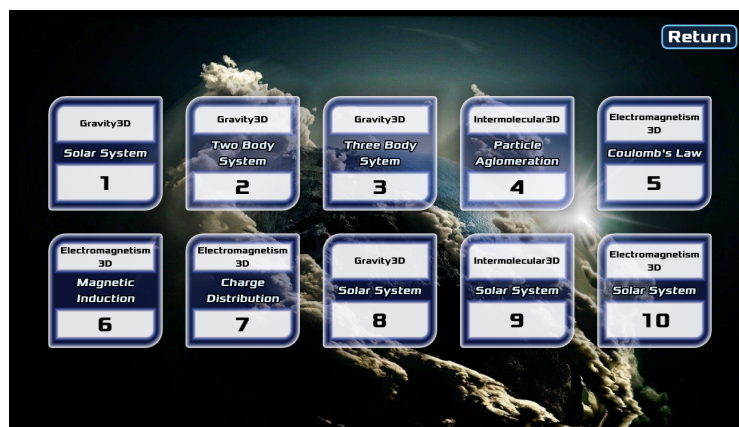 Return
Gravity3D
Solar System
1
Gravity3D
Two Body
System
2
Gravity3D
Three Body
Sytem
3
Intermolecular3D
Particle
Aglomeration
4
Electromagnetism
3D
Coulomb's Law
5
Electromagnetism
3D
Magnetic
Induction
6
Electromagnetism
3D
Charge
Distribution
7
Gravity3D
Solar System
8
Intermolecular3D
Solar System
9
Electromagnetism
3D
Solar System
10